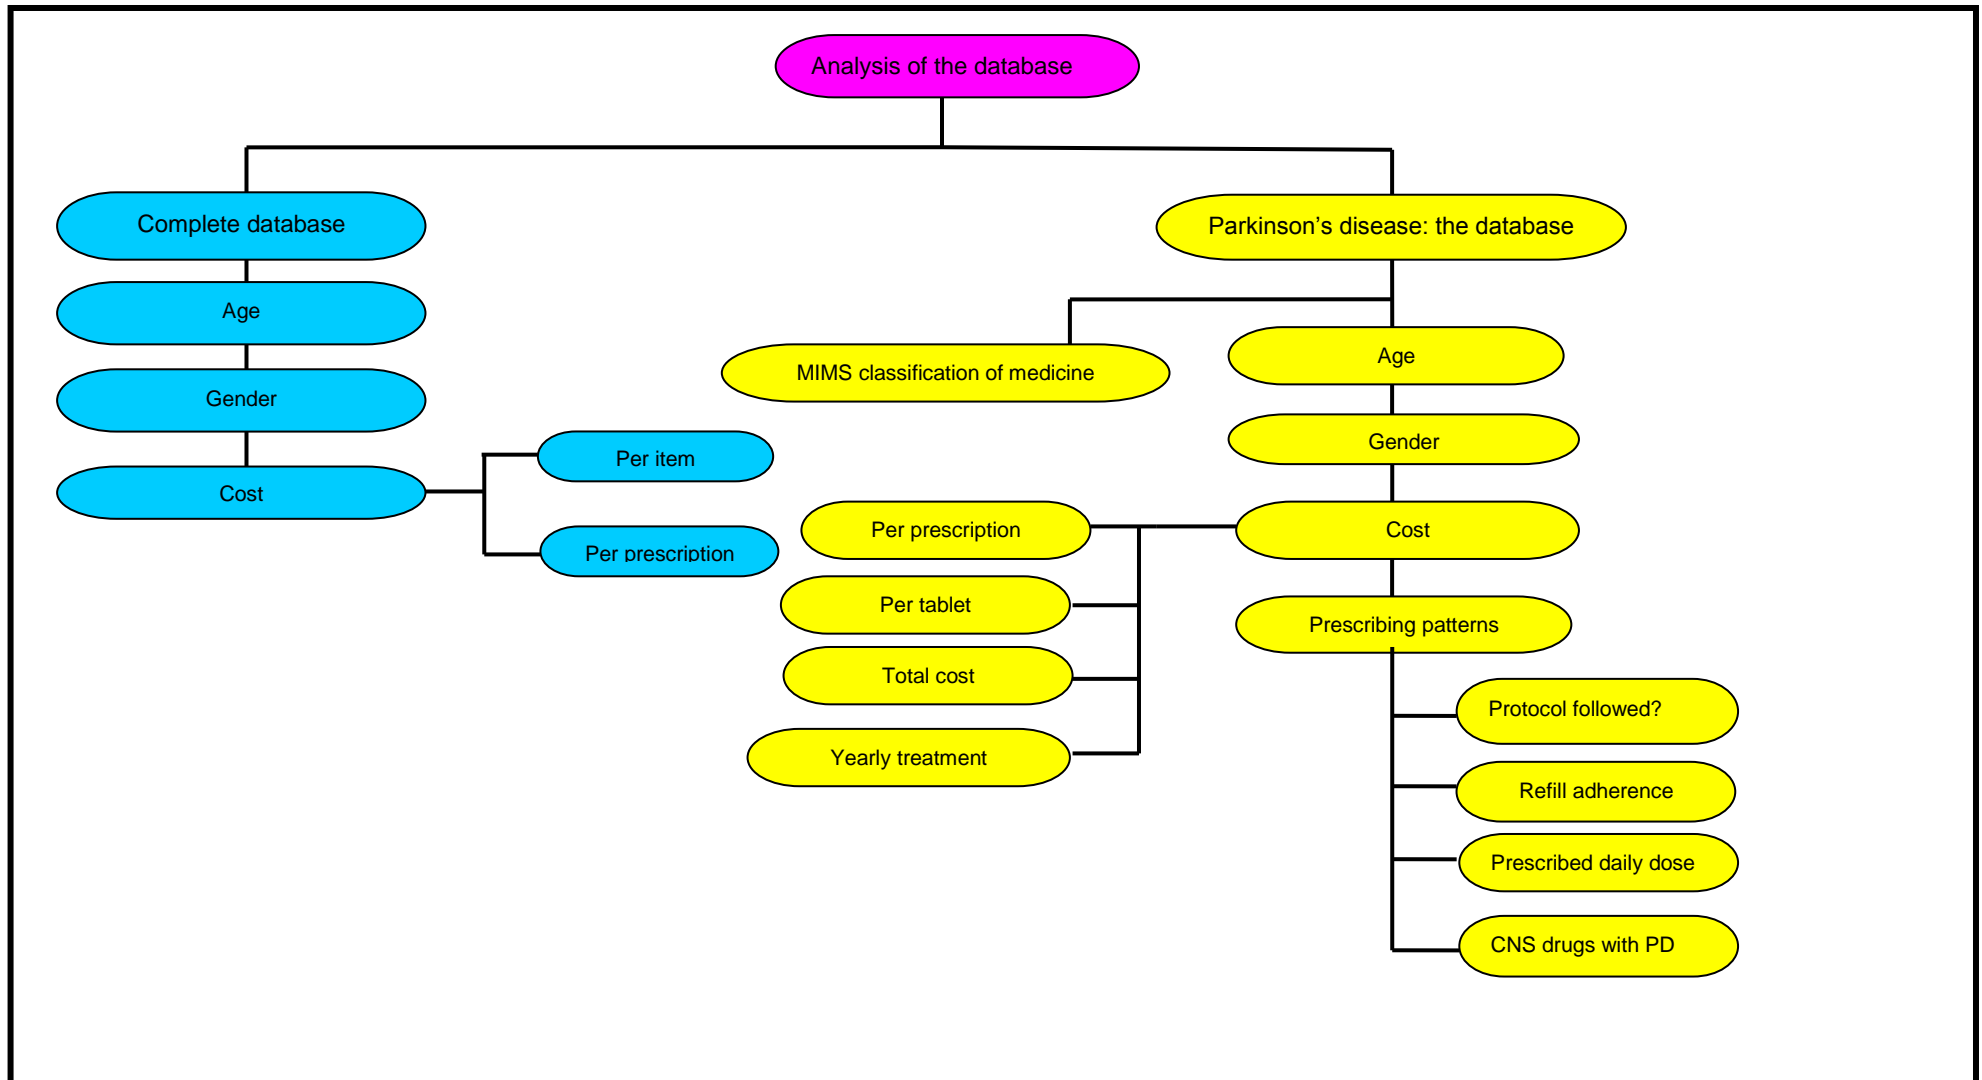 Analysis of the database
Complete database
Age
Gender
Cost
Per item
Per prescription
Parkinson's disease: the database
MIMS classification of medicine
Age
Gender
Cost
Per prescription
Per tablet
Total cost
Yearly treatment
Prescribing patterns
Protocol followed?
Refill adherence
Prescribed daily dose
CNS drugs with PD